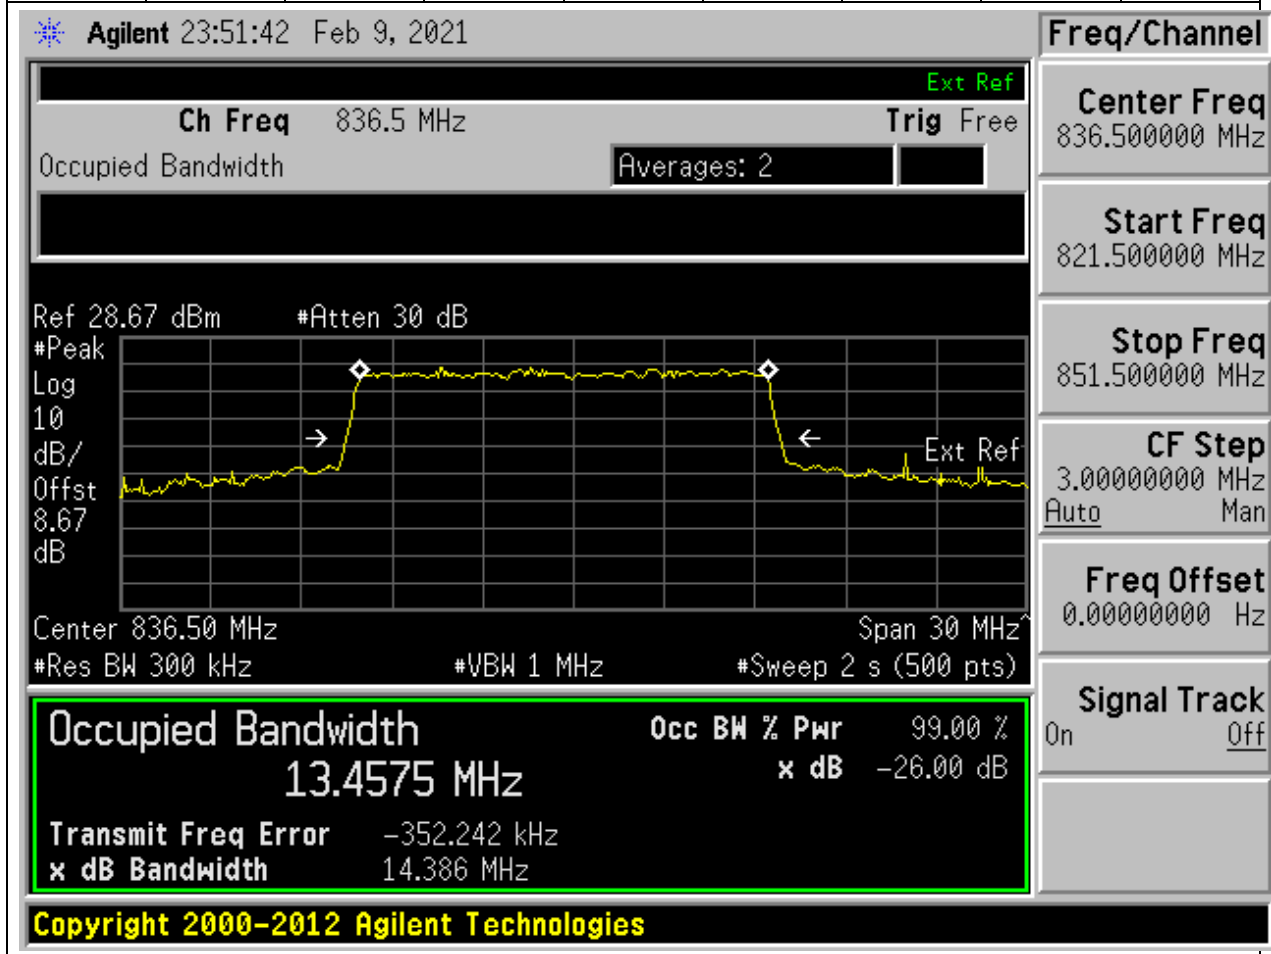 Agilent 23:51:42 Feb 9, 2021
Freq/Channel
Ext Ref
Ch Freq 836.5 MHz Trig Free
Occupied Bandwidth Averages: 2
Ref 28.67 dBm #Atten 30 dB
#Peak
Log
10
dB/
Offst
8.67
dB
Ext Ref
Center 836.50 MHz Span 30 MHz^
#Res BW 300 kHz #VBW 1 MHz #Sweep 2 s (500 pts)
Occupied Bandwidth Occ BW % Pwr 99.00 %
13.4575 MHz x dB -26.00 dB
Transmit Freq Error -352.242 kHz
x dB Bandwidth 14.386 MHz
Copyright 2000-2012 Agilent Technologies
Center Freq
836.500000 MHz
Start Freq
821.500000 MHz
Stop Freq
851.500000 MHz
CF Step
3.00000000 MHz
Auto Man
Freq Offset
0.00000000 Hz
Signal Track
On Off